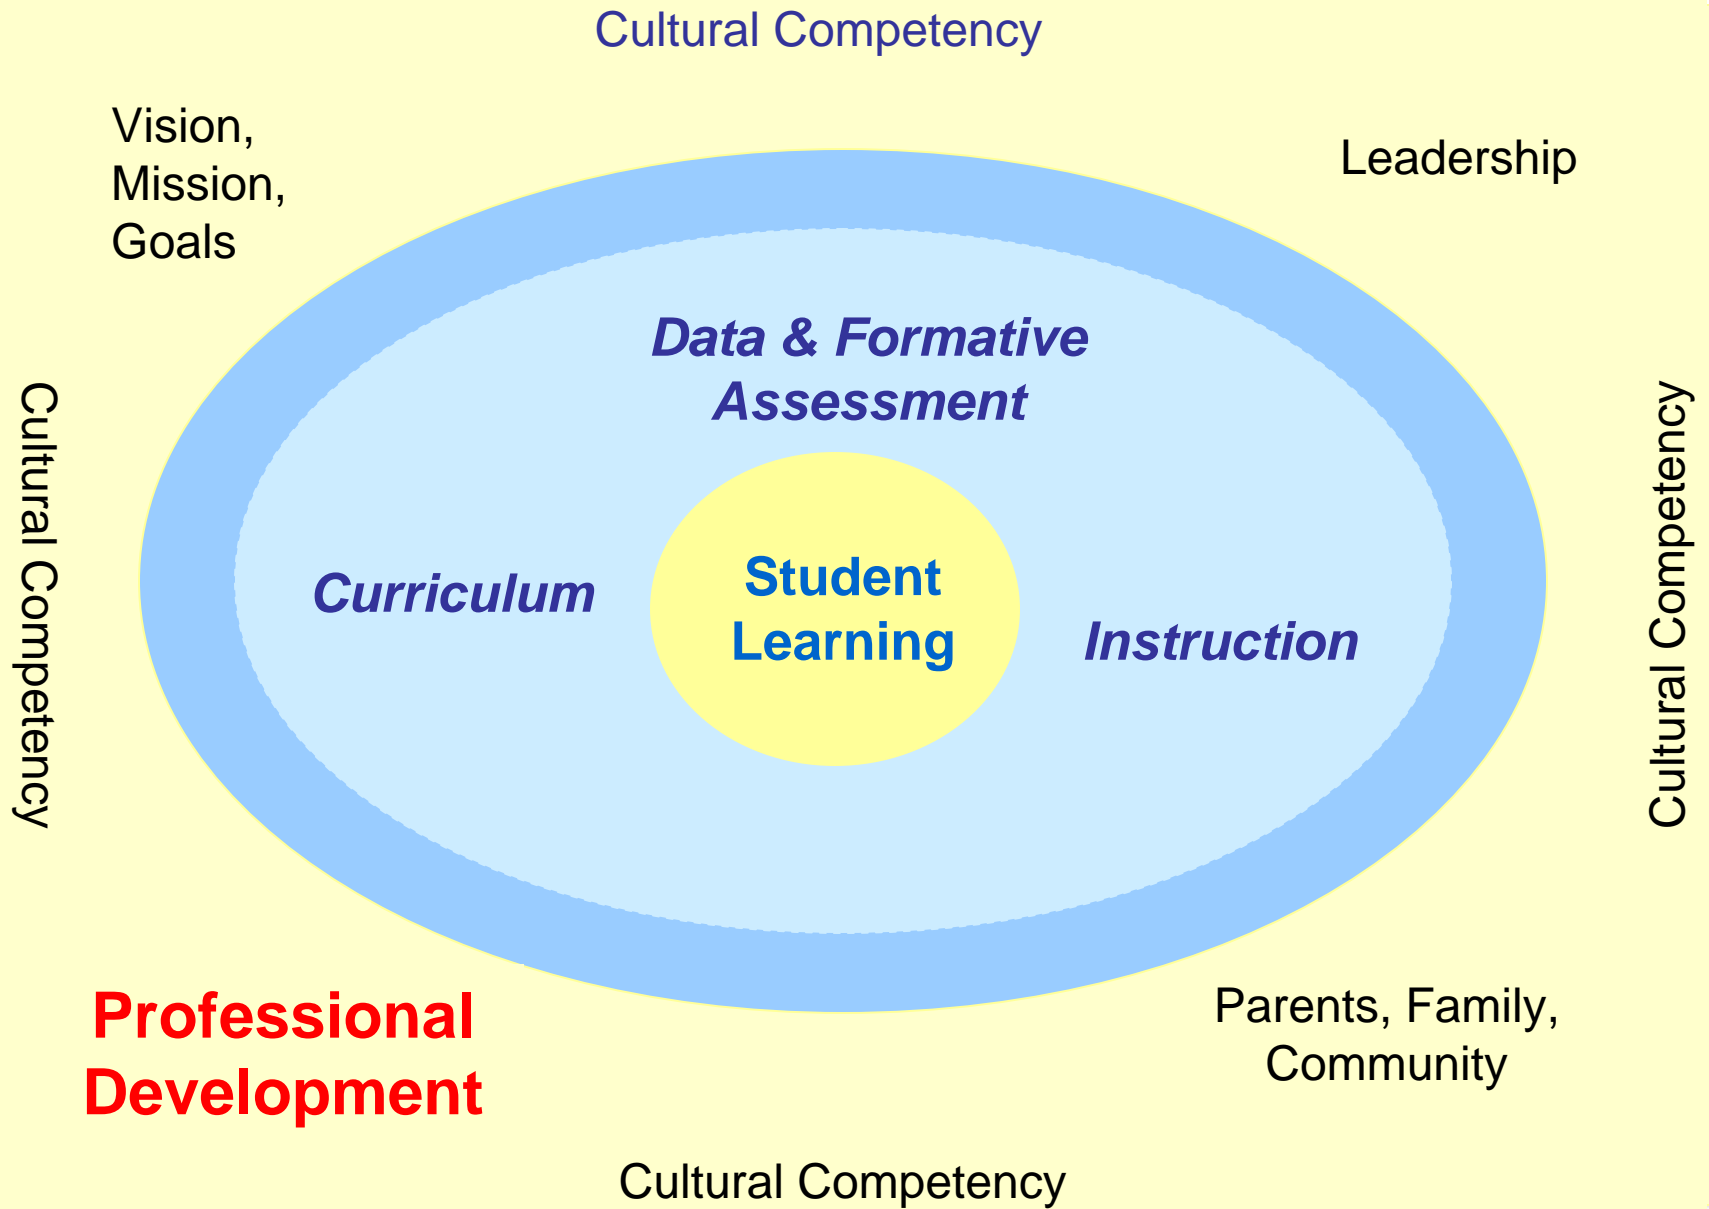 Cultural Competency
Vision,
Mission,
Goals
Leadership
Data & Formative
Assessment
Cultural Competency
Curriculum
Student
Learning
Instruction
Cultural Competency
Professional
Development
Parents, Family,
Community
Cultural Competency